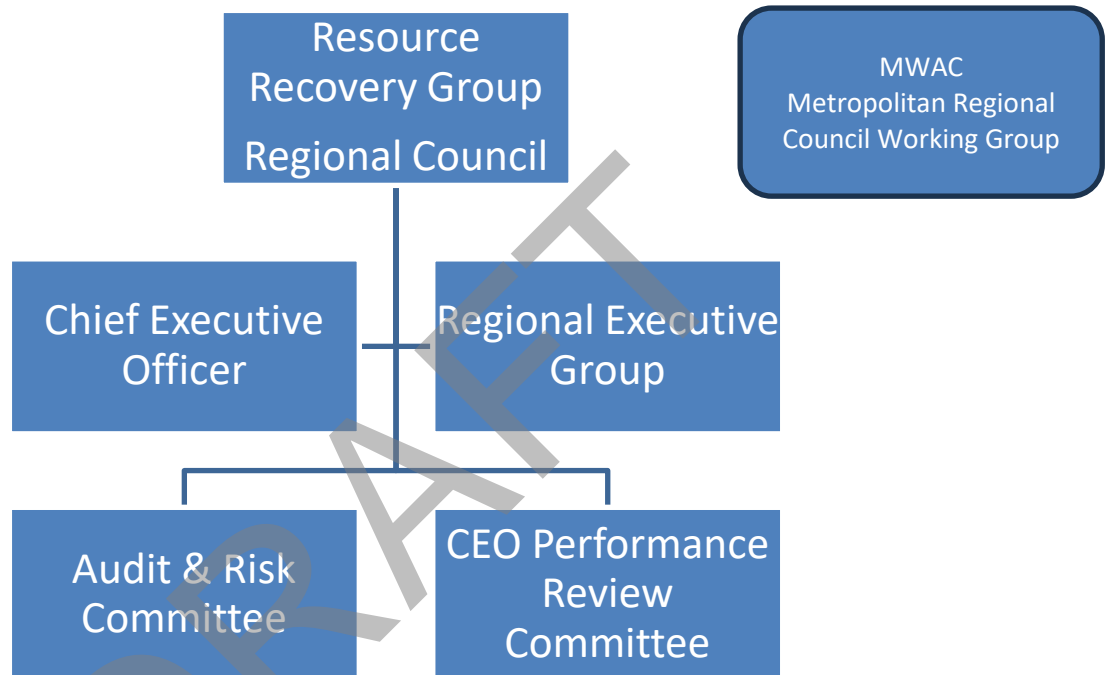 Resource
Recovery Group
Regional Council
MWAC
Metropolitan Regional
Council Working Group
Chief Executive
Officer
Regional Executive
Group
Audit & Risk
Committee
CEO Performance
Review
Committee
DRAFT